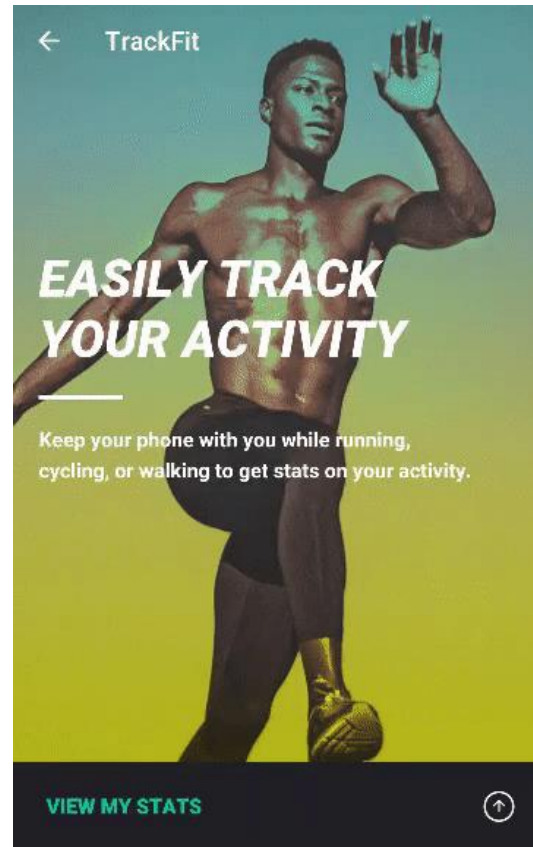 TrackFit
EASILY TRACK
YOUR ACTIVITY
Keep your phone with you while running,
cycling, or walking to get stats on your activity.
VIEW MY STATS